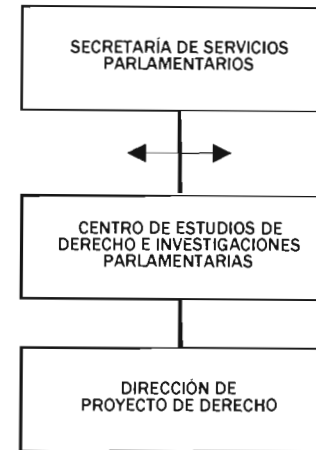 SECRETARÍA DE SERVICIOS
PARLAMENTARIOS
CENTRO DE ESTUDIOS DE
DERECHO E INVESTIGACIONES
PARLAMENTARIAS
DIRECCIÓN DE
PROYECTO DE DERECHO